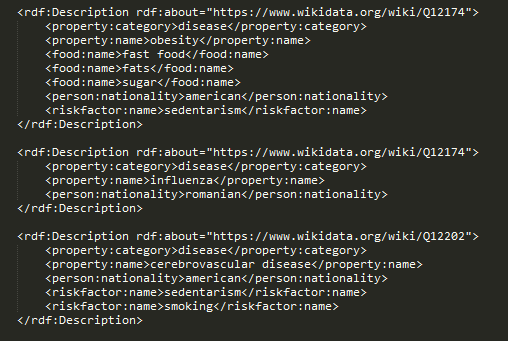 <rdf:Description rdf:about="https://www.wikidata.org/wiki/Q12174">
<property:category>disease</property:category>
<property:name>obesity</property:name>
<food:name>fast food</food:name>
<food:name>fats</food:name>
<food:name>sugar</food:name>
<person:nationality>american</person:nationality>
<riskfactor:name>sedentarism</riskfactor:name>
</rdf:Description>
<rdf:Description rdf:about="https://www.wikidata.org/wiki/Q12174">
<property:category>disease</property:category>
<property:name>influenza</property:name>
<person:nationality>romanian</person:nationality>
</rdf:Description>
<rdf:Description rdf:about="https://www.wikidata.org/wiki/Q12202">
<property:category>disease</property:category>
<property:name>cerebrovascular disease</property:name>
<person:nationality>american</person:nationality>
<riskfactor:name>sedentarism</riskfactor:name>
<riskfactor:name>smoking</riskfactor:name>
</rdf:Description>